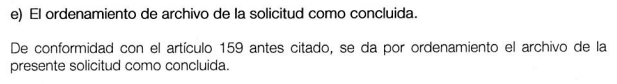 e) El ordenamiento de archivo de la solicitud como concluida.
De conformidad con el artículo 159 antes citado, se da por ordenamiento el archivo de la
presente solicitud como concluida.